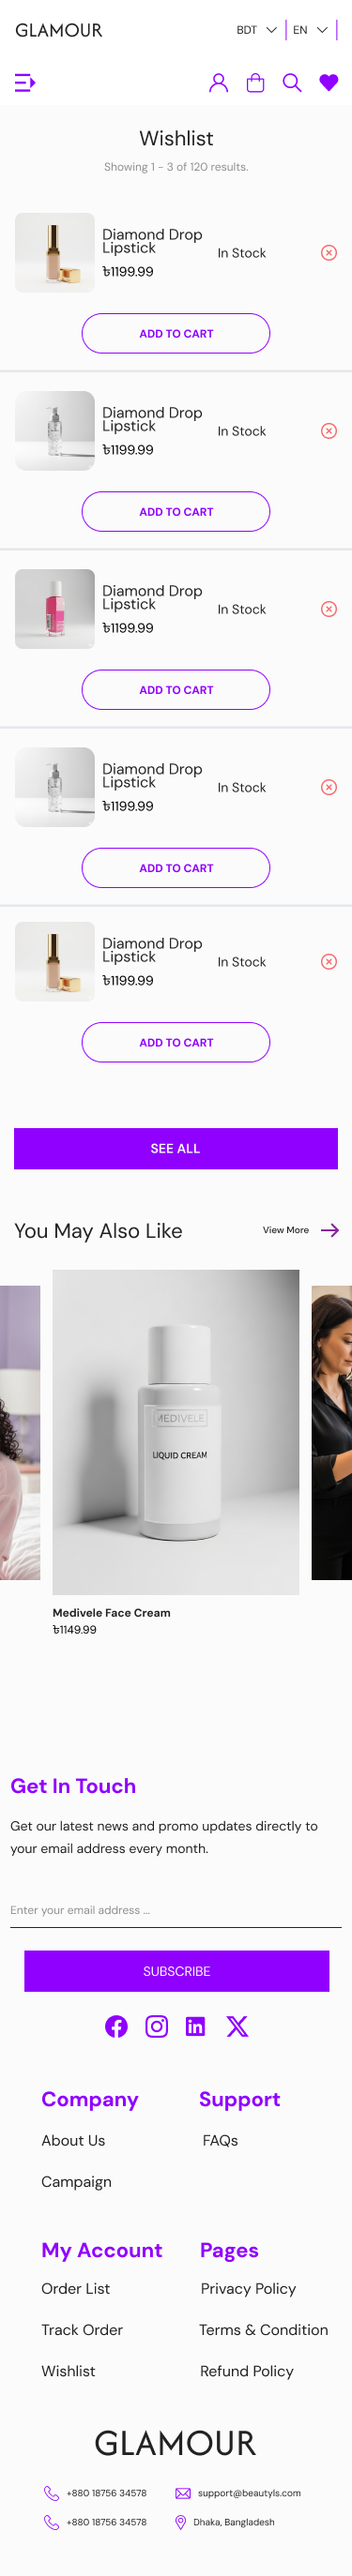 GLAMOUR
BDT
EN
Wishlist
Showing 1 - 3 of 120 results.
Diamond Drop
Lipstick
In Stock
৳1199.99
ADD TO CART
Diamond Drop
Lipstick
In Stock
৳1199.99
ADD TO CART
Diamond Drop
Lipstick
In Stock
৳1199.99
ADD TO CART
Diamond Drop
Lipstick
In Stock
৳1199.99
ADD TO CART
Diamond Drop
Lipstick
In Stock
৳1199.99
ADD TO CART
SEE ALL
You May Also Like
View More
MEDIVELE
LIQUID CREAM
Medivele Face Cream
৳1149.99
Get In Touch
Get our latest news and promo updates directly to
your email address every month.
Enter your email address ...
SUBSCRIBE
Company
Support
About Us
FAQs
Campaign
My Account
Pages
Order List
Privacy Policy
Track Order
Terms & Condition
Wishlist
Refund Policy
GLAMOUR
+880 18756 34578
support@beautyls.com
+880 18756 34578
Dhaka, Bangladesh